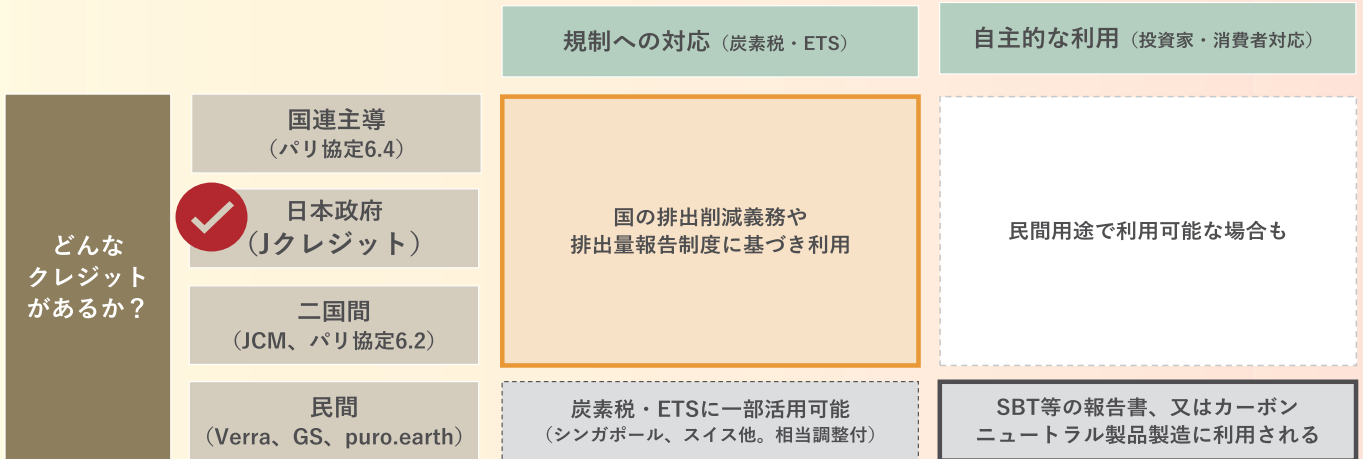 規制への対応（炭素税・ETS）
自主的な利用（投資家・消費者対応）
どんな
クレジット
があるか？
国連主導
（パリ協定6.4）
日本政府
（Jクレジット）
二国間
（JCM、パリ協定6.2）
民間
（Verra、GS、puro.earth）
国の排出削減義務や
排出量報告制度に基づき利用
民間用途で利用可能な場合も
炭素税・ETSに一部活用可能
（シンガポール、スイス他。相当調整付）
SBT等の報告書、又はカーボン
ニュートラル製品製造に利用される